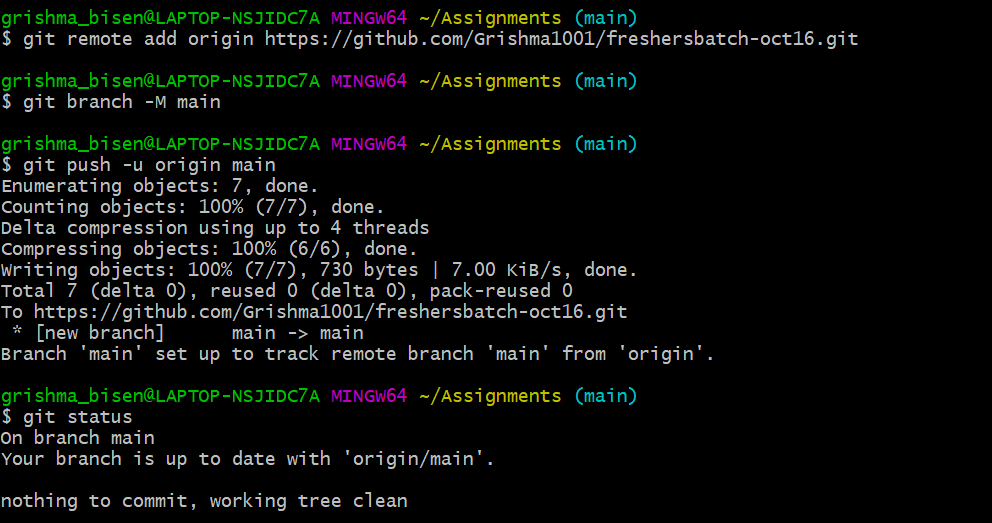 grishma_bisen@LAPTOP-NSJIDC7A MINGW64 ~/Assignments (main)
$ git remote add origin https://github.com/Grishma1001/freshersbatch-oct16.git
grishma_bisen@LAPTOP-NSJIDC7A MINGW64 ~/Assignments (main)
$ git branch -M main
grishma_bisen@LAPTOP-NSJIDC7A MINGW64 ~/Assignments (main)
$ git push -u origin main
Enumerating objects: 7, done.
Counting objects: 100% (7/7), done.
Delta compression using up to 4 threads
Compressing objects: 100% (6/6), done.
Writing objects: 100% (7/7), 730 bytes | 7.00 KiB/s, done.
Total 7 (delta 0), reused 0 (delta 0), pack-reused 0
To https://github.com/Grishma1001/freshersbatch-oct16.git
 * [new branch]      main -> main
Branch 'main' set up to track remote branch 'main' from 'origin'.
grishma_bisen@LAPTOP-NSJIDC7A MINGW64 ~/Assignments (main)
$ git status
On branch main
Your branch is up to date with 'origin/main'.
nothing to commit, working tree clean